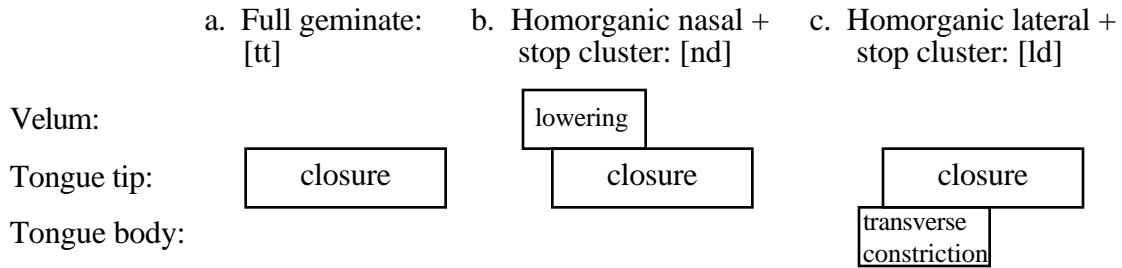 a. Full geminate: b. Homorganic nasal + c. Homorganic lateral +
[tt] stop cluster: [nd] stop cluster: [ld]
Velum: lowering
Tongue tip: closure closure closure
Tongue body: transverse
constriction